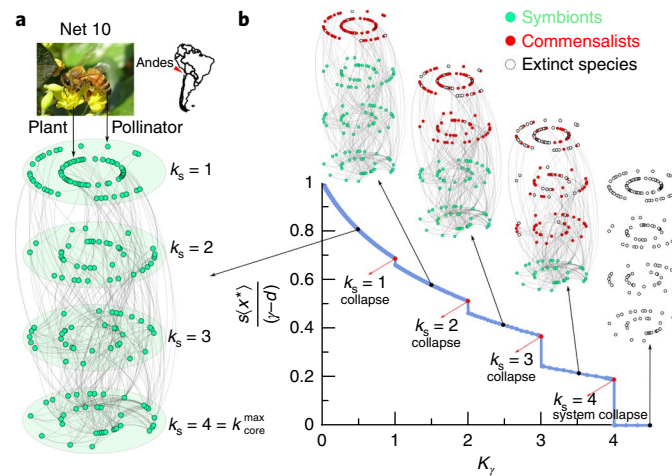 a
Net 10
Andes
Plant
Pollinator
k_s = 1
k_s = 2
k_s = 3
k_s = 4 = k_core^max
b
Symbionts
Commensalists
Extinct species
s⟨x*⟩
(γ−d)
1
0.8
0.6
0.4
0.2
0
k_s = 1
collapse
k_s = 2
collapse
k_s = 3
collapse
k_s = 4
system collapse
0 1 2 3 4
K_γ